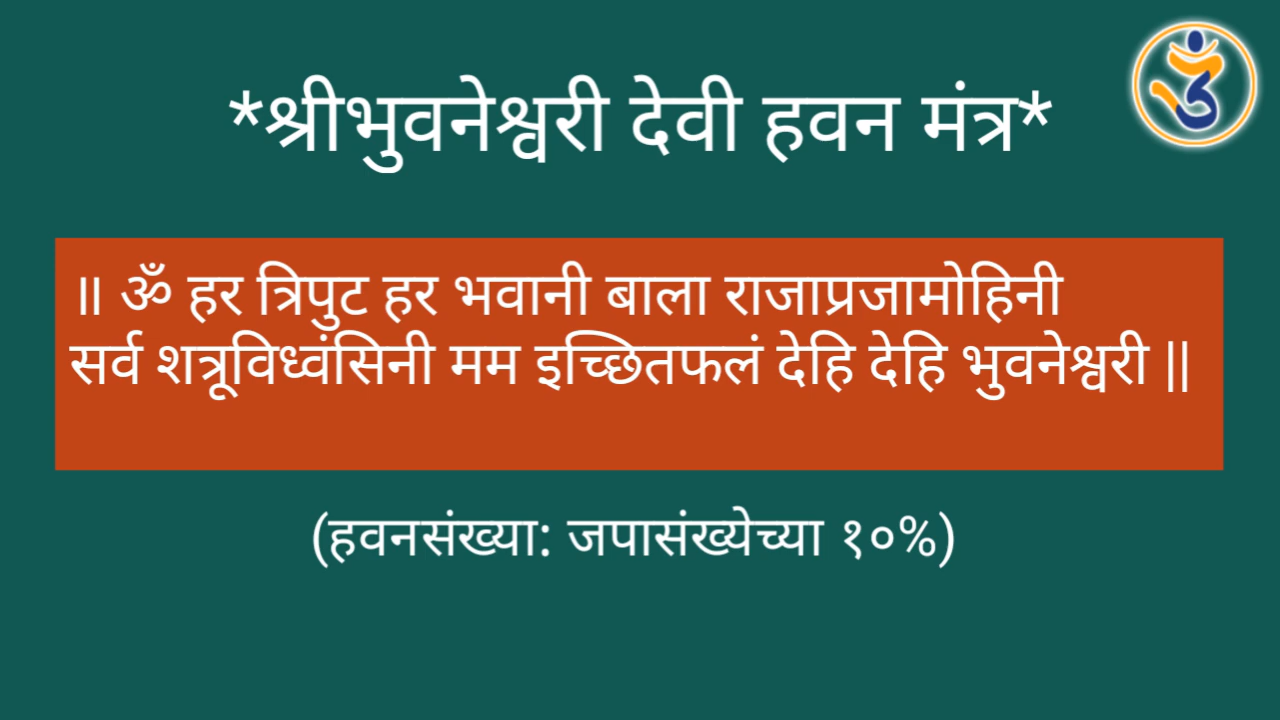 *श्रीभुवनेश्वरी देवी हवन मंत्र*
॥ ॐ हर त्रिपुट हर भवानी बाला राजाप्रजामोहिनी
सर्व शत्रूविध्वंसिनी मम इच्छितफलं देहि देहि भुवनेश्वरी ||
(हवनसंख्या: जपासंख्येच्या १०%)